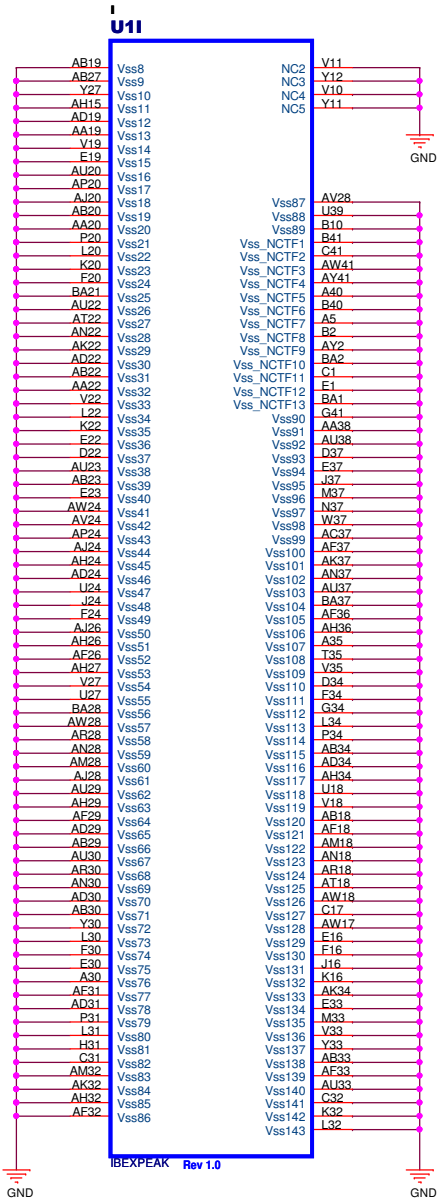 I
U1I
AB19 Vss8
AB27 Vss9
Y27 Vss10
AH15 Vss11
AD19 Vss12
AA19 Vss13
V19 Vss14
E19 Vss15
AU20 Vss16
AP20 Vss17
AJ20 Vss18
AB20 Vss19
AA20 Vss20
P20 Vss21
L20 Vss22
K20 Vss23
F20 Vss24
BA21 Vss25
AU22 Vss26
AT22 Vss27
AN22 Vss28
AK22 Vss29
AD22 Vss30
AB22 Vss31
AA22 Vss32
V22 Vss33
L22 Vss34
K22 Vss35
E22 Vss36
D22 Vss37
AU23 Vss38
AB23 Vss39
E23 Vss40
AW24 Vss41
AV24 Vss42
AP24 Vss43
AJ24 Vss44
AH24 Vss45
AD24 Vss46
U24 Vss47
J24 Vss48
F24 Vss49
AJ26 Vss50
AH26 Vss51
AF26 Vss52
AH27 Vss53
V27 Vss54
U27 Vss55
BA28 Vss56
AW28 Vss57
AR28 Vss58
AN28 Vss59
AM28 Vss60
AJ28 Vss61
AU29 Vss62
AH29 Vss63
AF29 Vss64
AD29 Vss65
AB29 Vss66
AU30 Vss67
AR30 Vss68
AN30 Vss69
AD30 Vss70
AB30 Vss71
Y30 Vss72
L30 Vss73
F30 Vss74
E30 Vss75
A30 Vss76
AF31 Vss77
AD31 Vss78
P31 Vss79
L31 Vss80
H31 Vss81
C31 Vss82
AM32 Vss83
AK32 Vss84
AH32 Vss85
AF32 Vss86
GND
NC2 V11
NC3 Y12
NC4 V10
NC5 Y11
GND
Vss87 AV28
Vss88 U39
Vss89 B10
Vss_NCTF1 B41
Vss_NCTF2 C41
Vss_NCTF3 AW41
Vss_NCTF4 AY41
Vss_NCTF5 A40
Vss_NCTF6 B40
Vss_NCTF7 A5
Vss_NCTF8 B2
Vss_NCTF9 AY2
Vss_NCTF10 BA2
Vss_NCTF11 C1
Vss_NCTF12 E1
Vss_NCTF13 BA1
Vss90 G41
Vss91 AA38
Vss92 AU38
Vss93 D37
Vss94 E37
Vss95 J37
Vss96 M37
Vss97 N37
Vss98 W37
Vss99 AC37
Vss100 AF37
Vss101 AK37
Vss102 AN37
Vss103 AU37
Vss104 BA37
Vss105 AF36
Vss106 AH36
Vss107 A35
Vss108 T35
Vss109 V35
Vss110 D34
Vss111 F34
Vss112 G34
Vss113 L34
Vss114 P34
Vss115 AB34
Vss116 AD34
Vss117 AH34
Vss118 U18
Vss119 V18
Vss120 AB18
Vss121 AF18
Vss122 AM18
Vss123 AN18
Vss124 AR18
Vss125 AT18
Vss126 AW18
Vss127 C17
Vss128 AW17
Vss129 E16
Vss130 F16
Vss131 J16
Vss132 K16
Vss133 AK34
Vss134 E33
Vss135 M33
Vss136 V33
Vss137 Y33
Vss138 AB33
Vss139 AF33
Vss140 AU33
Vss141 C32
Vss142 K32
Vss143 L32
GND
IBEXPEAK Rev 1.0